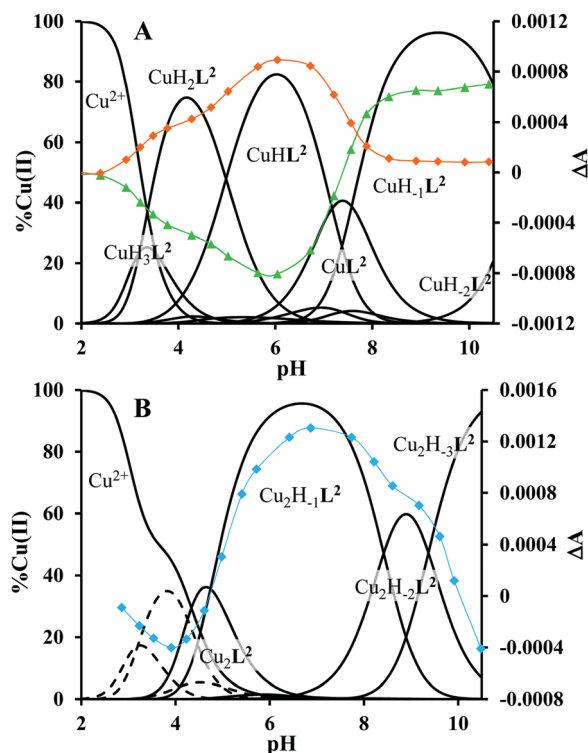 100
80
60
40
20
0
%Cu(II)
A
Cu2+
CuH2L2
CuH3L2
CuHL2
CuL2
CuH-1L2
CuH-2L2
0.0012
0.0008
0.0004
0
-0.0004
-0.0008
-0.0012
ΔA
2 4 6 8 10
pH
100
80
60
40
20
0
%Cu(II)
B
Cu2+
Cu2L2
Cu2H-1L2
Cu2H-2L2
Cu2H-3L2
0.0016
0.0012
0.0008
0.0004
0
-0.0004
-0.0008
ΔA
2 4 6 8 10
pH